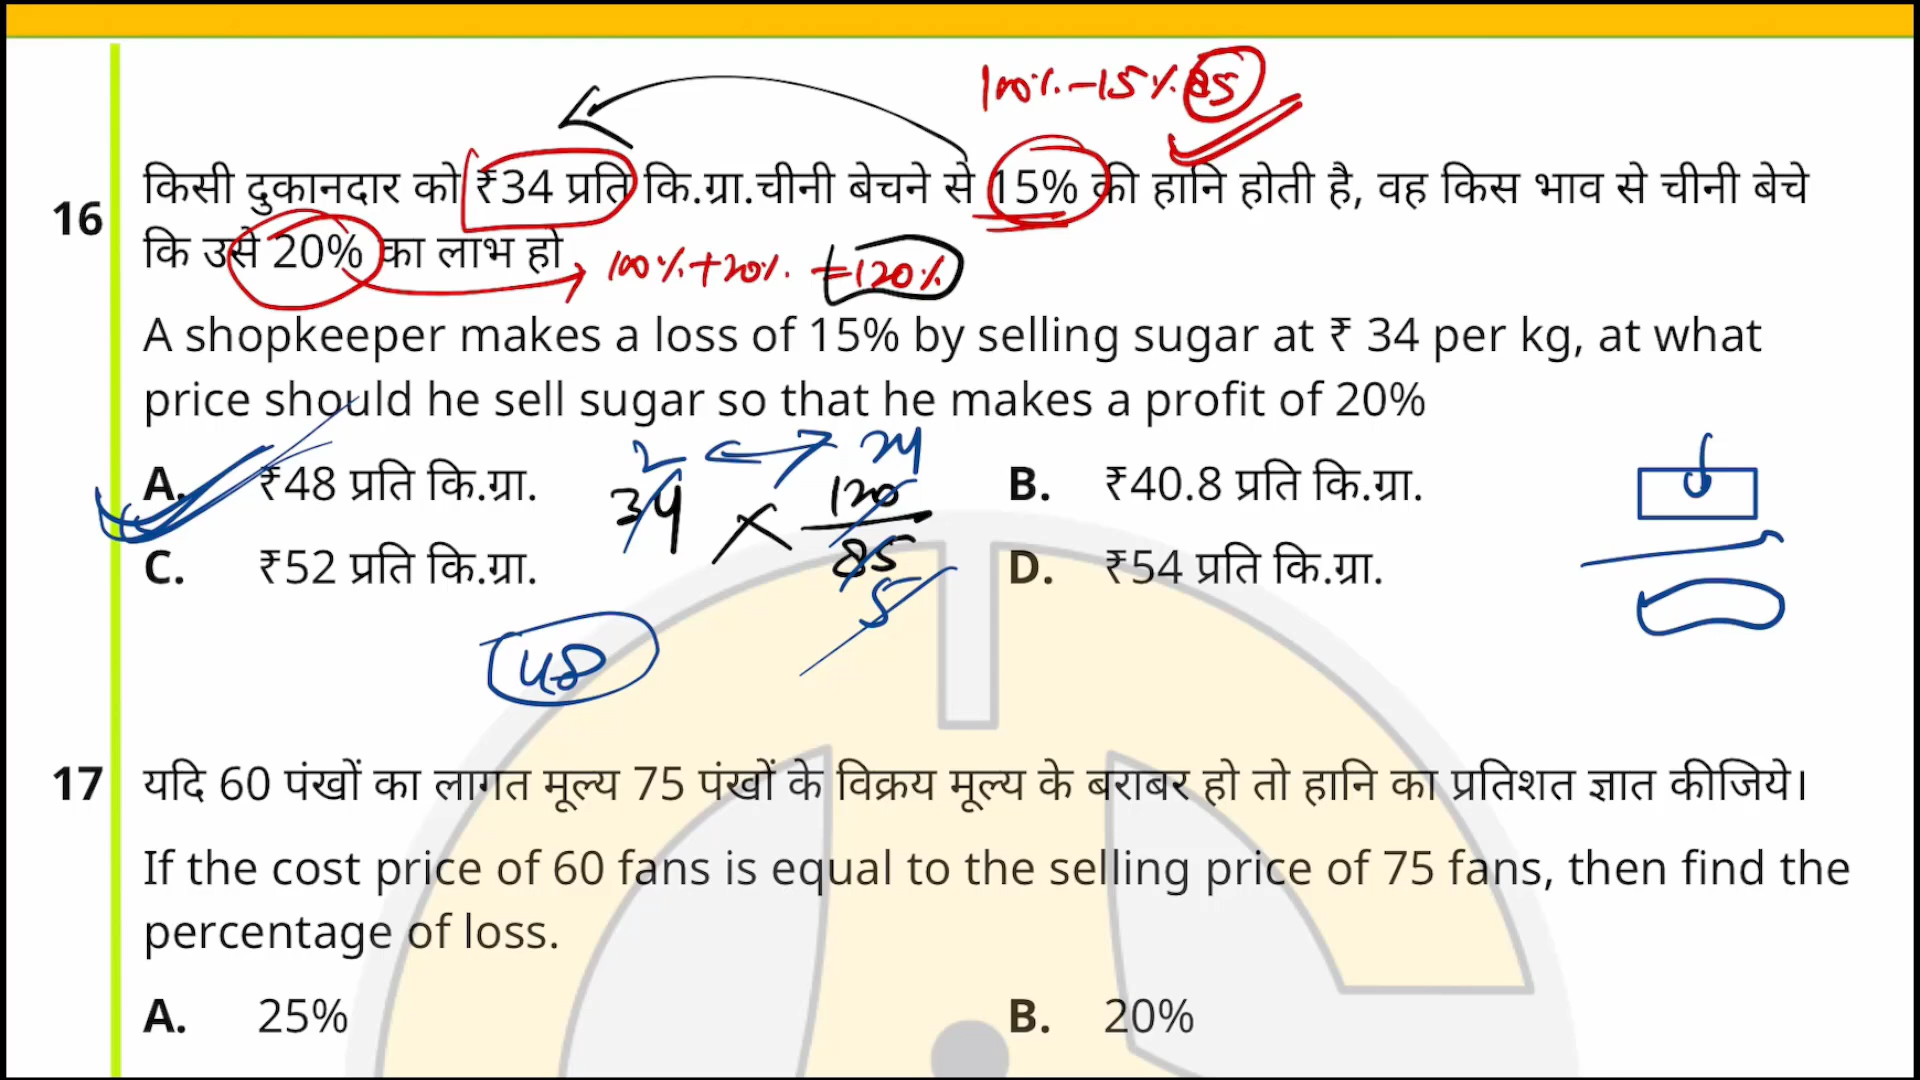 100%-15% 85
16 किसी दुकानदार को ₹34 प्रति कि.ग्रा.चीनी बेचने से 15% की हानि होती है, वह किस भाव से चीनी बेचे
कि उसे 20% का लाभ हो 100%+20% =120%
A shopkeeper makes a loss of 15% by selling sugar at ₹ 34 per kg, at what
price should he sell sugar so that he makes a profit of 20%
2 24
A. ₹48 प्रति कि.ग्रा. 34 × 120 B. ₹40.8 प्रति कि.ग्रा.
C. ₹52 प्रति कि.ग्रा. 85 D. ₹54 प्रति कि.ग्रा.
5
48
17 यदि 60 पंखों का लागत मूल्य 75 पंखों के विक्रय मूल्य के बराबर हो तो हानि का प्रतिशत ज्ञात कीजिये।
If the cost price of 60 fans is equal to the selling price of 75 fans, then find the
percentage of loss.
A. 25% B. 20%